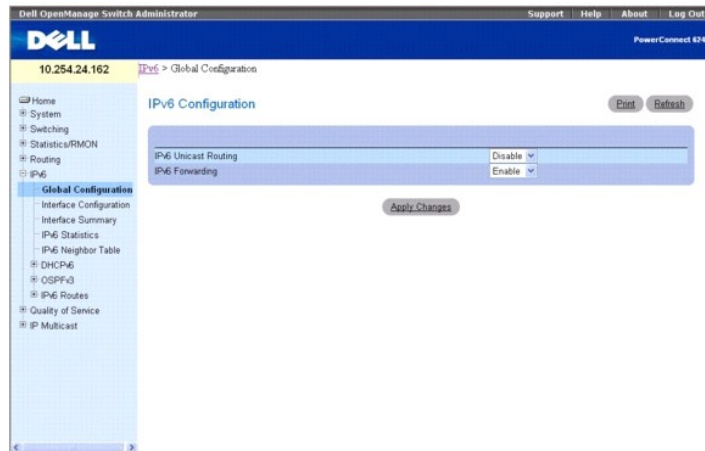 Dell OpenManage Switch Administrator
Support Help About Log Out
DELL
PowerConnect 624
10.254.24.162
IPv6 > Global Configuration
Home
System
Switching
Statistics/RMON
Routing
IPv6
Global Configuration
Interface Configuration
Interface Summary
IPv6 Statistics
IPv6 Neighbor Table
DHCPv6
OSPFv3
IPv6 Routes
Quality of Service
IP Multicast
IPv6 Configuration
Print Refresh
IPv6 Unicast Routing Disable
IPv6 Forwarding Enable
Apply Changes